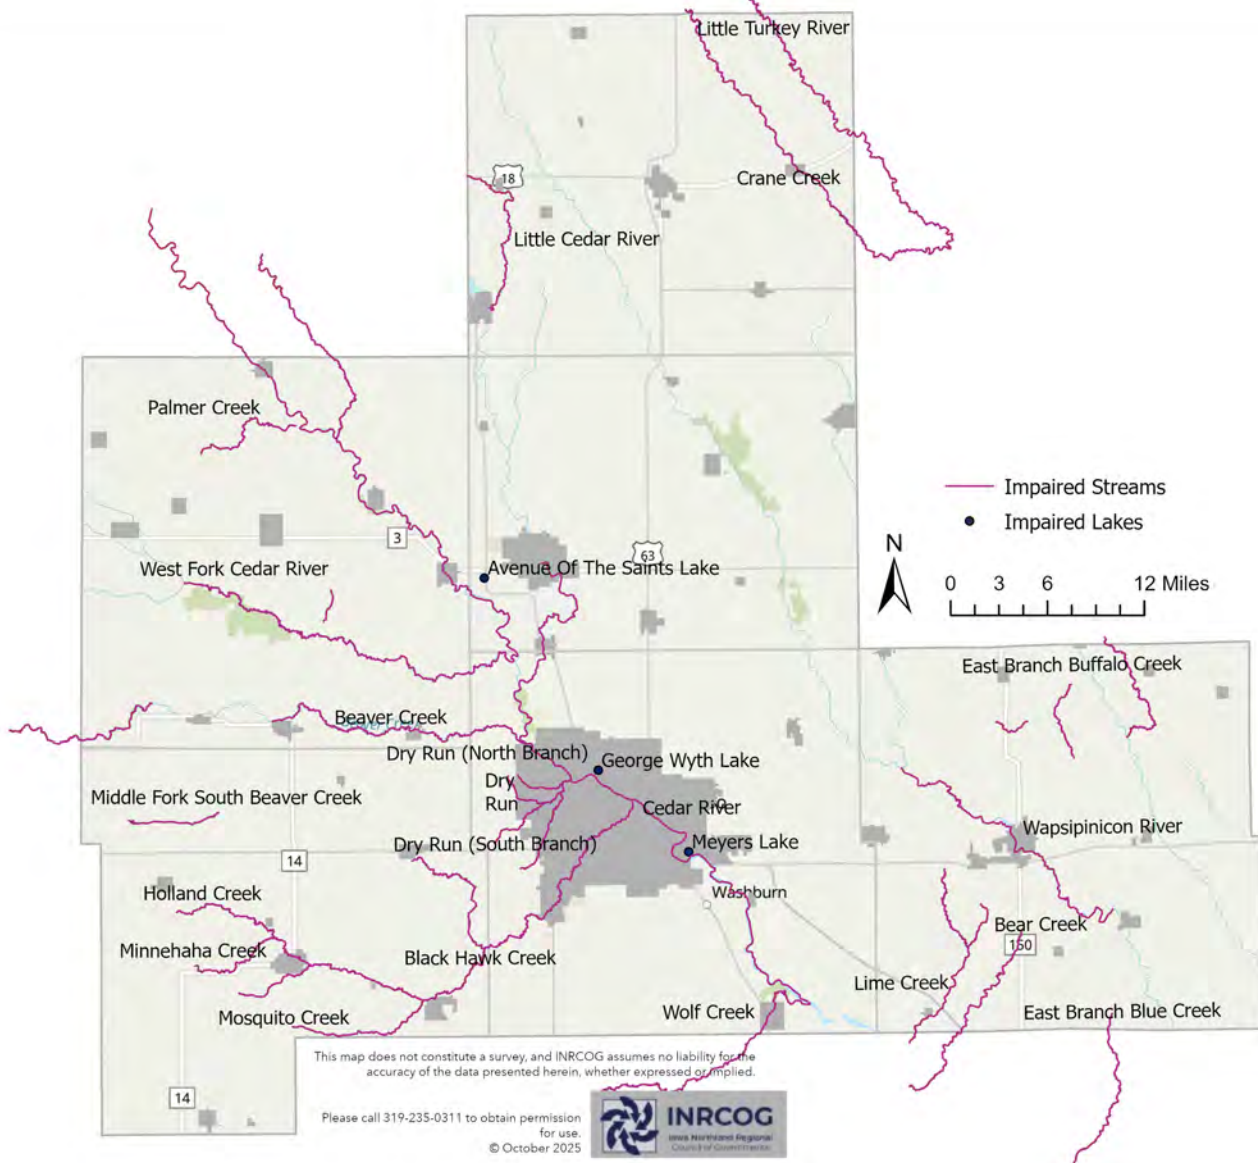 Little Turkey River
18
Crane Creek
Little Cedar River
Palmer Creek
Impaired Streams
Impaired Lakes
3
63
N
West Fork Cedar River
Avenue Of The Saints Lake
0 3 6 12 Miles
East Branch Buffalo Creek
Beaver Creek
Dry Run (North Branch)
George Wyth Lake
Dry
Run
Middle Fork South Beaver Creek
Cedar River
Wapsipinicon River
Dry Run (South Branch)
Meyers Lake
14
Holland Creek
Washburn
Bear Creek
Minnehaha Creek
150
Black Hawk Creek
Lime Creek
Mosquito Creek
Wolf Creek
East Branch Blue Creek
This map does not constitute a survey, and INRCOG assumes no liability for the
accuracy of the data presented herein, whether expressed or implied.
14
Please call 319-235-0311 to obtain permission
for use.
© October 2025
INRCOG
Iowa Northland Regional
Council of Governments